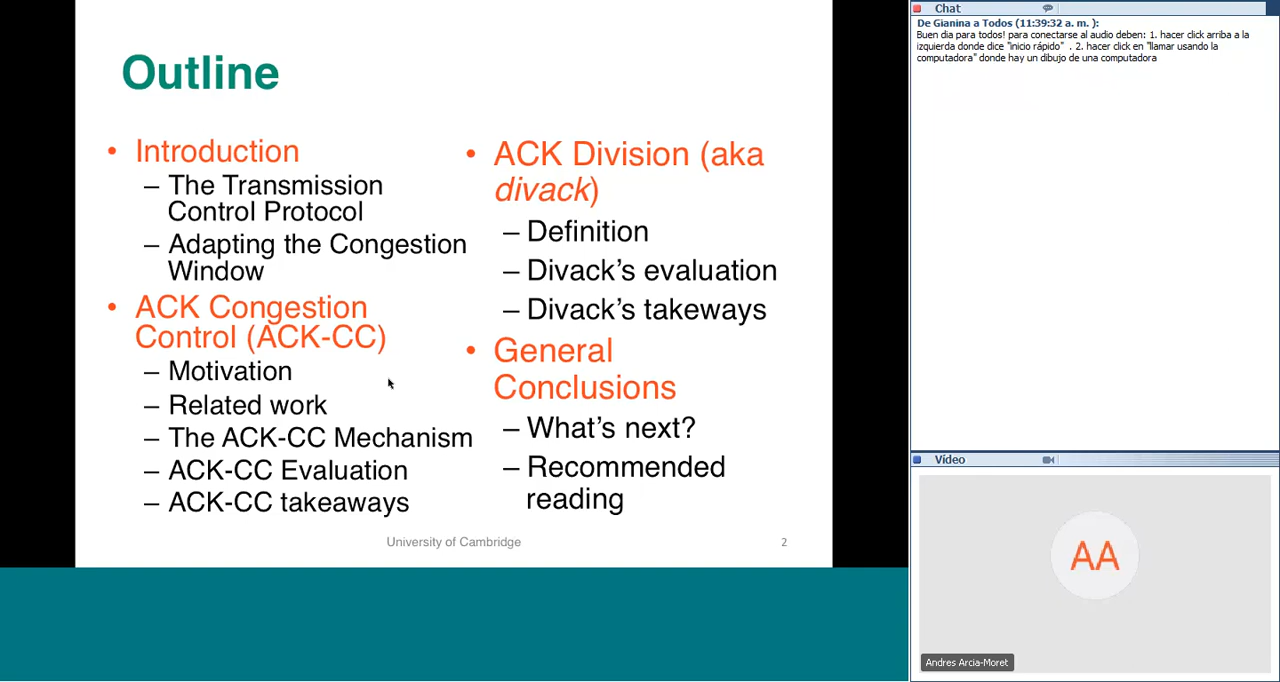 Outline
• Introduction
– The Transmission
Control Protocol
– Adapting the Congestion
Window
• ACK Congestion
Control (ACK-CC)
– Motivation
– Related work
– The ACK-CC Mechanism
– ACK-CC Evaluation
– ACK-CC takeaways
• ACK Division (aka
divack)
– Definition
– Divack’s evaluation
– Divack’s takeways
• General
Conclusions
– What’s next?
– Recommended
reading
University of Cambridge
2
Chat
De Gianina a Todos (11:39:32 a. m. ):
Buen dia para todos! para conectarse al audio deben: 1. hacer click arriba a la
izquierda donde dice "inicio rápido" . 2. hacer click en "llamar usando la
computadora" donde hay un dibujo de una computadora
Vídeo
AA
Andres Arcia-Moret